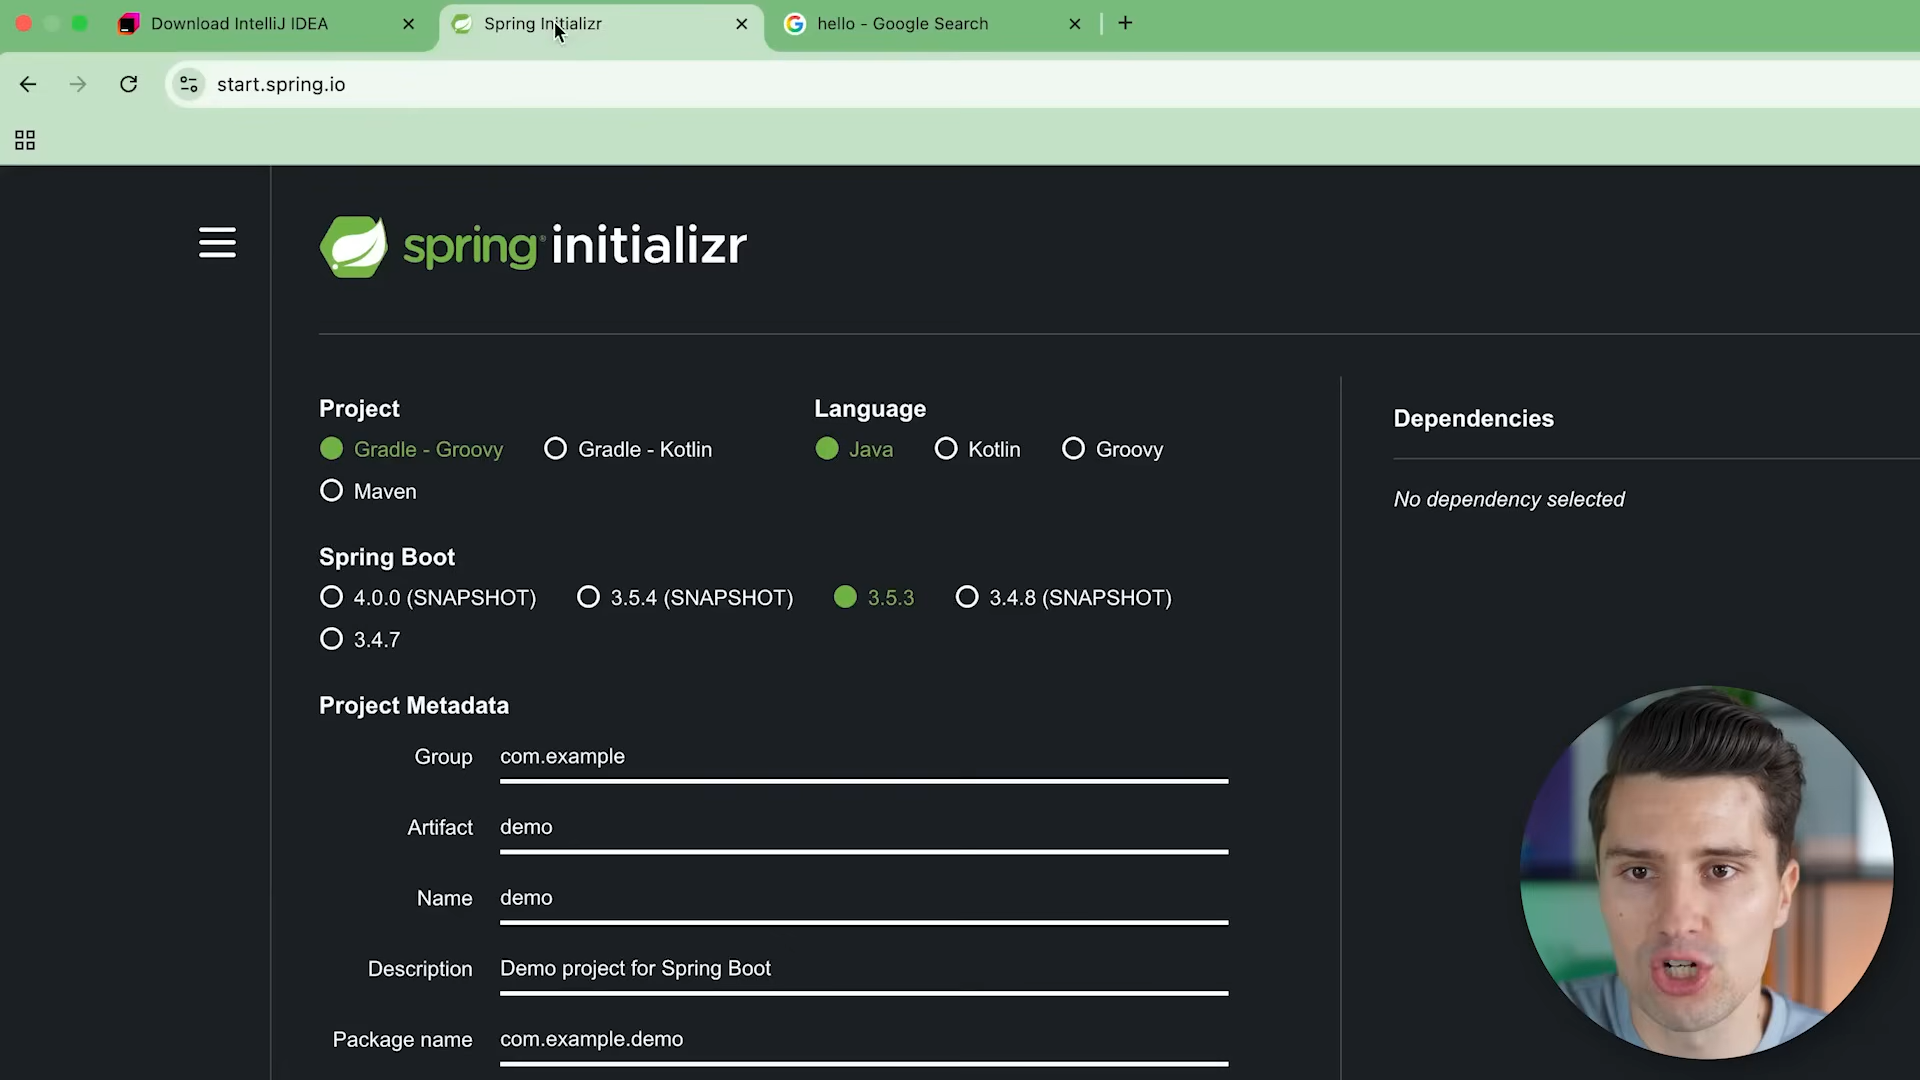 Download IntelliJ IDEA
Spring Initializr
hello - Google Search
start.spring.io
spring initializr
Project
Gradle - Groovy
Gradle - Kotlin
Maven
Language
Java
Kotlin
Groovy
Spring Boot
4.0.0 (SNAPSHOT)
3.5.4 (SNAPSHOT)
3.5.3
3.4.8 (SNAPSHOT)
3.4.7
Project Metadata
Group com.example
Artifact demo
Name demo
Description Demo project for Spring Boot
Package name com.example.demo
Dependencies
No dependency selected